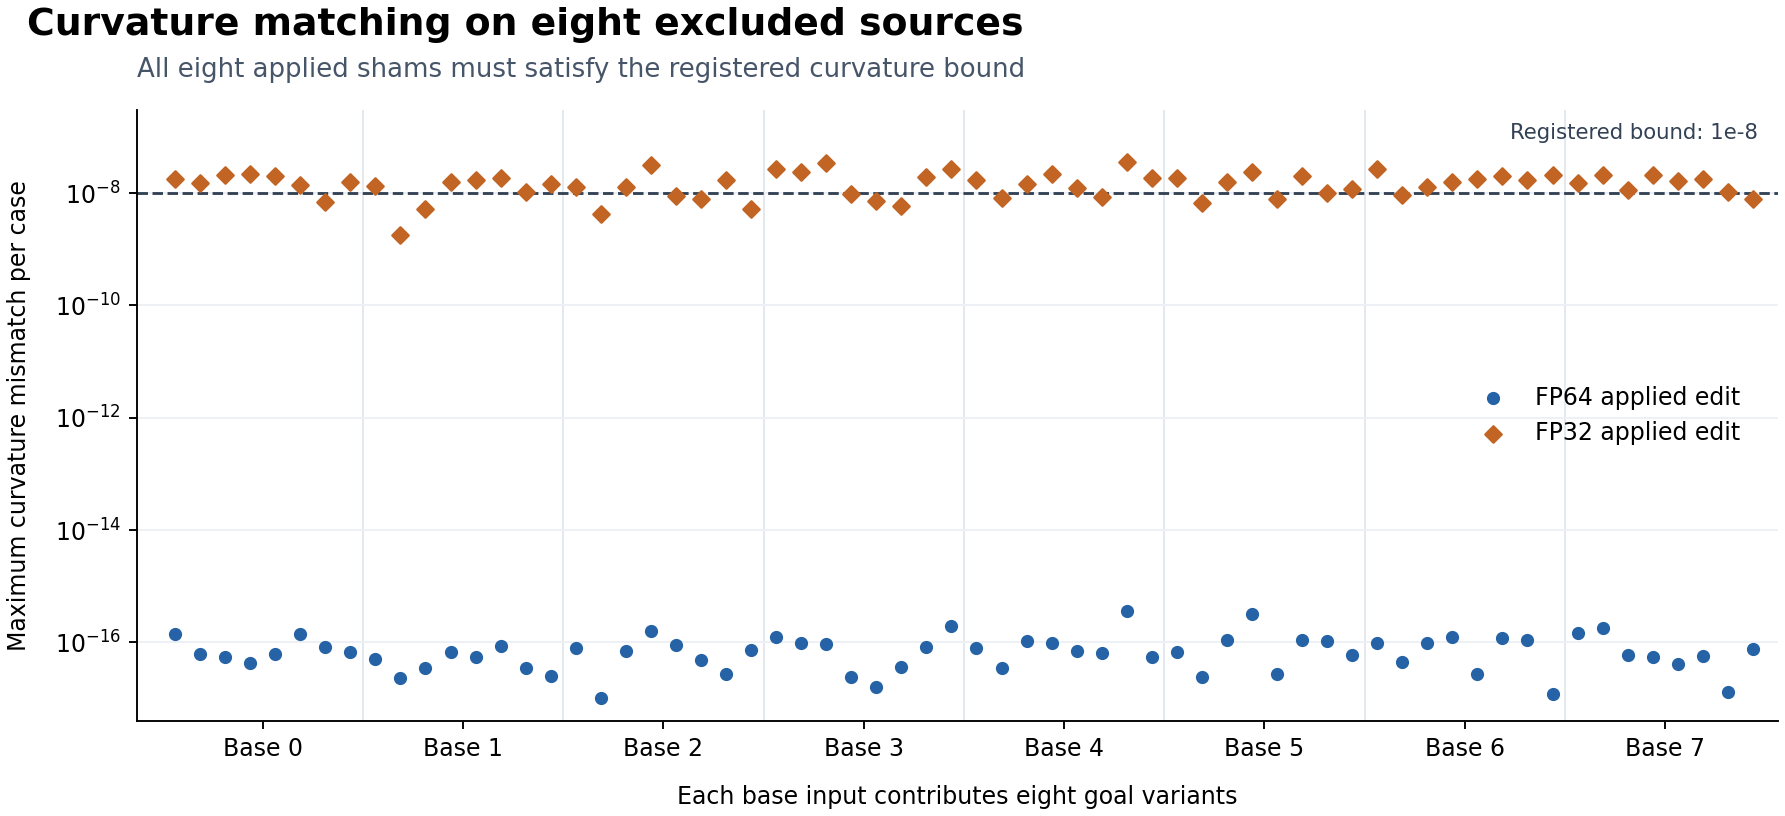 Curvature matching on eight excluded sources
All eight applied shams must satisfy the registered curvature bound
Registered bound: 1e-8
Maximum curvature mismatch per case
10⁻⁸
10⁻¹⁰
10⁻¹²
10⁻¹⁴
10⁻¹⁶
FP64 applied edit
FP32 applied edit
Base 0 Base 1 Base 2 Base 3 Base 4 Base 5 Base 6 Base 7
Each base input contributes eight goal variants